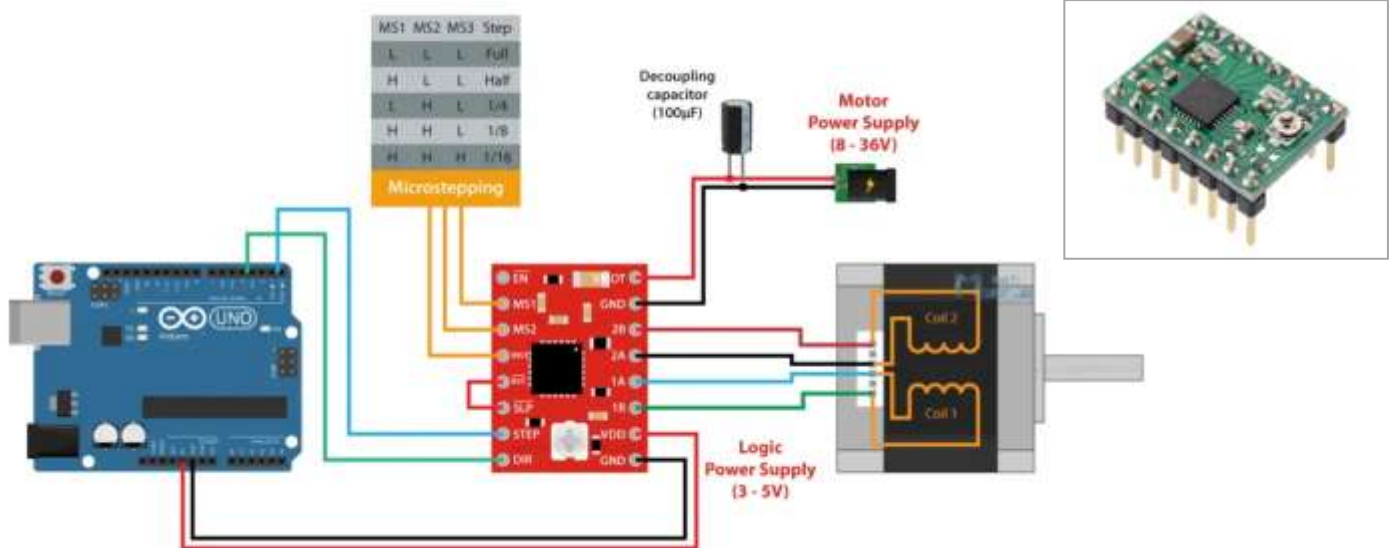 MS1 MS2 MS3 Step
L L L Full
H L L Half
L H L 1/4
H H L 1/8
H H H 1/16
Microstepping
Decoupling
capacitor
(100µF)
Motor
Power Supply
(8 - 36V)
EN
MS1
GND
MS2
2B
2A
1A
SLP
1B
STEP
VDD
DIR
GND
UNO
Coil 2
Coil 1
Logic
Power Supply
(3 - 5V)